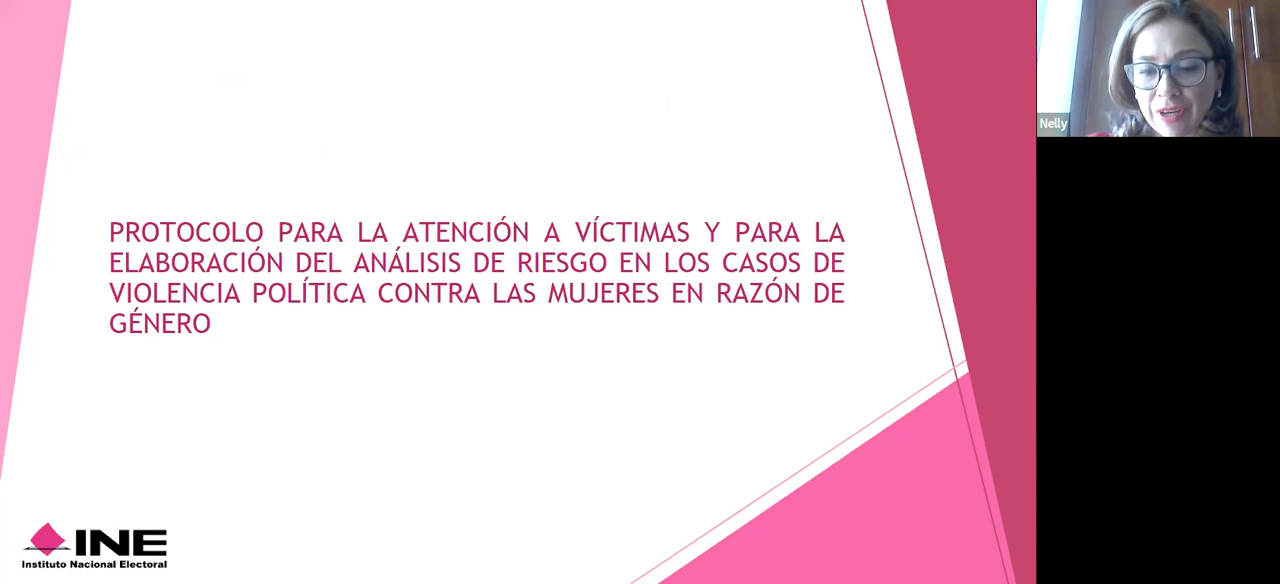 PROTOCOLO PARA LA ATENCIÓN A VÍCTIMAS Y PARA LA
ELABORACIÓN DEL ANÁLISIS DE RIESGO EN LOS CASOS DE
VIOLENCIA POLÍTICA CONTRA LAS MUJERES EN RAZÓN DE
GÉNERO
Nelly
INE
Instituto Nacional Electoral